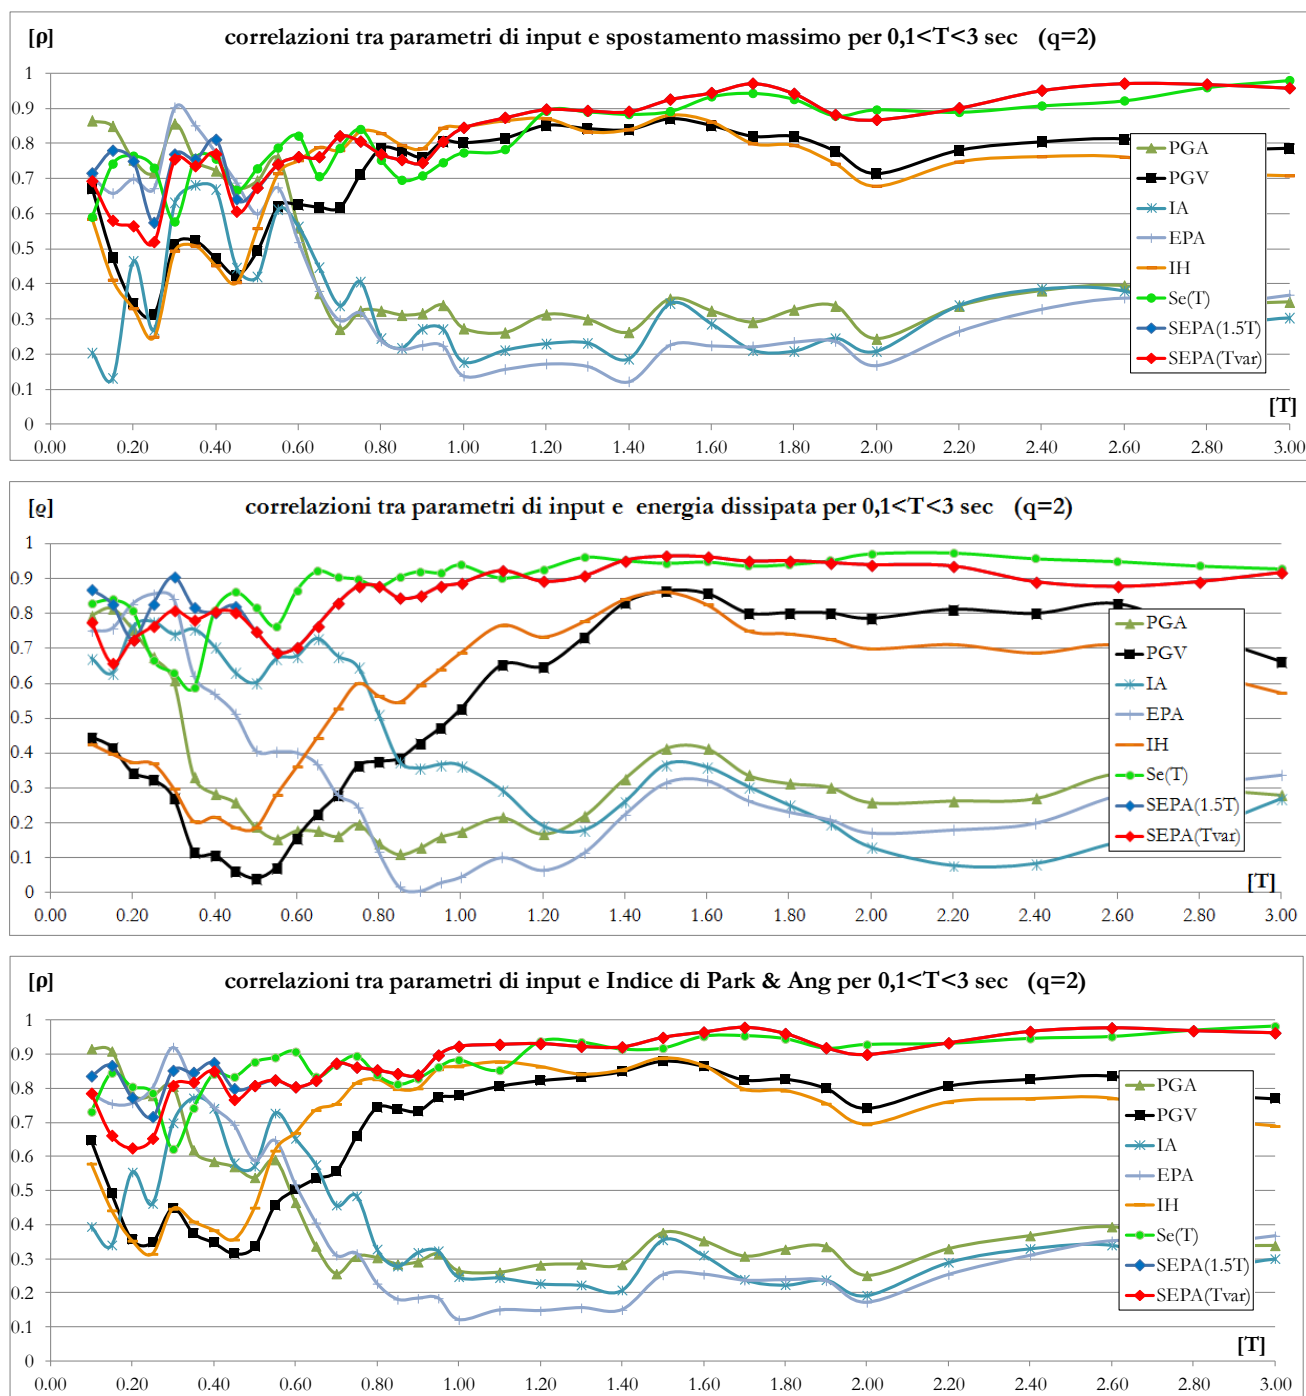 [ρ]
correlazioni tra parametri di input e spostamento massimo per 0,1<T<3 sec (q=2)
1
0.9
0.8
0.7
0.6
0.5
0.4
0.3
0.2
0.1
0
PGA
PGV
IA
EPA
IH
Se(T)
SEPA(1.5T)
SEPA(Tvar)
[T]
0.00 0.20 0.40 0.60 0.80 1.00 1.20 1.40 1.60 1.80 2.00 2.20 2.40 2.60 2.80 3.00
[ϱ]
correlazioni tra parametri di input e energia dissipata per 0,1<T<3 sec (q=2)
1
0.9
0.8
0.7
0.6
0.5
0.4
0.3
0.2
0.1
0
PGA
PGV
IA
EPA
IH
Se(T)
SEPA(1.5T)
SEPA(Tvar)
[T]
0.00 0.20 0.40 0.60 0.80 1.00 1.20 1.40 1.60 1.80 2.00 2.20 2.40 2.60 2.80 3.00
[ρ]
correlazioni tra parametri di input e Indice di Park & Ang per 0,1<T<3 sec (q=2)
1
0.9
0.8
0.7
0.6
0.5
0.4
0.3
0.2
0.1
0
PGA
PGV
IA
EPA
IH
Se(T)
SEPA(1.5T)
SEPA(Tvar)
[T]
0.00 0.20 0.40 0.60 0.80 1.00 1.20 1.40 1.60 1.80 2.00 2.20 2.40 2.60 2.80 3.00